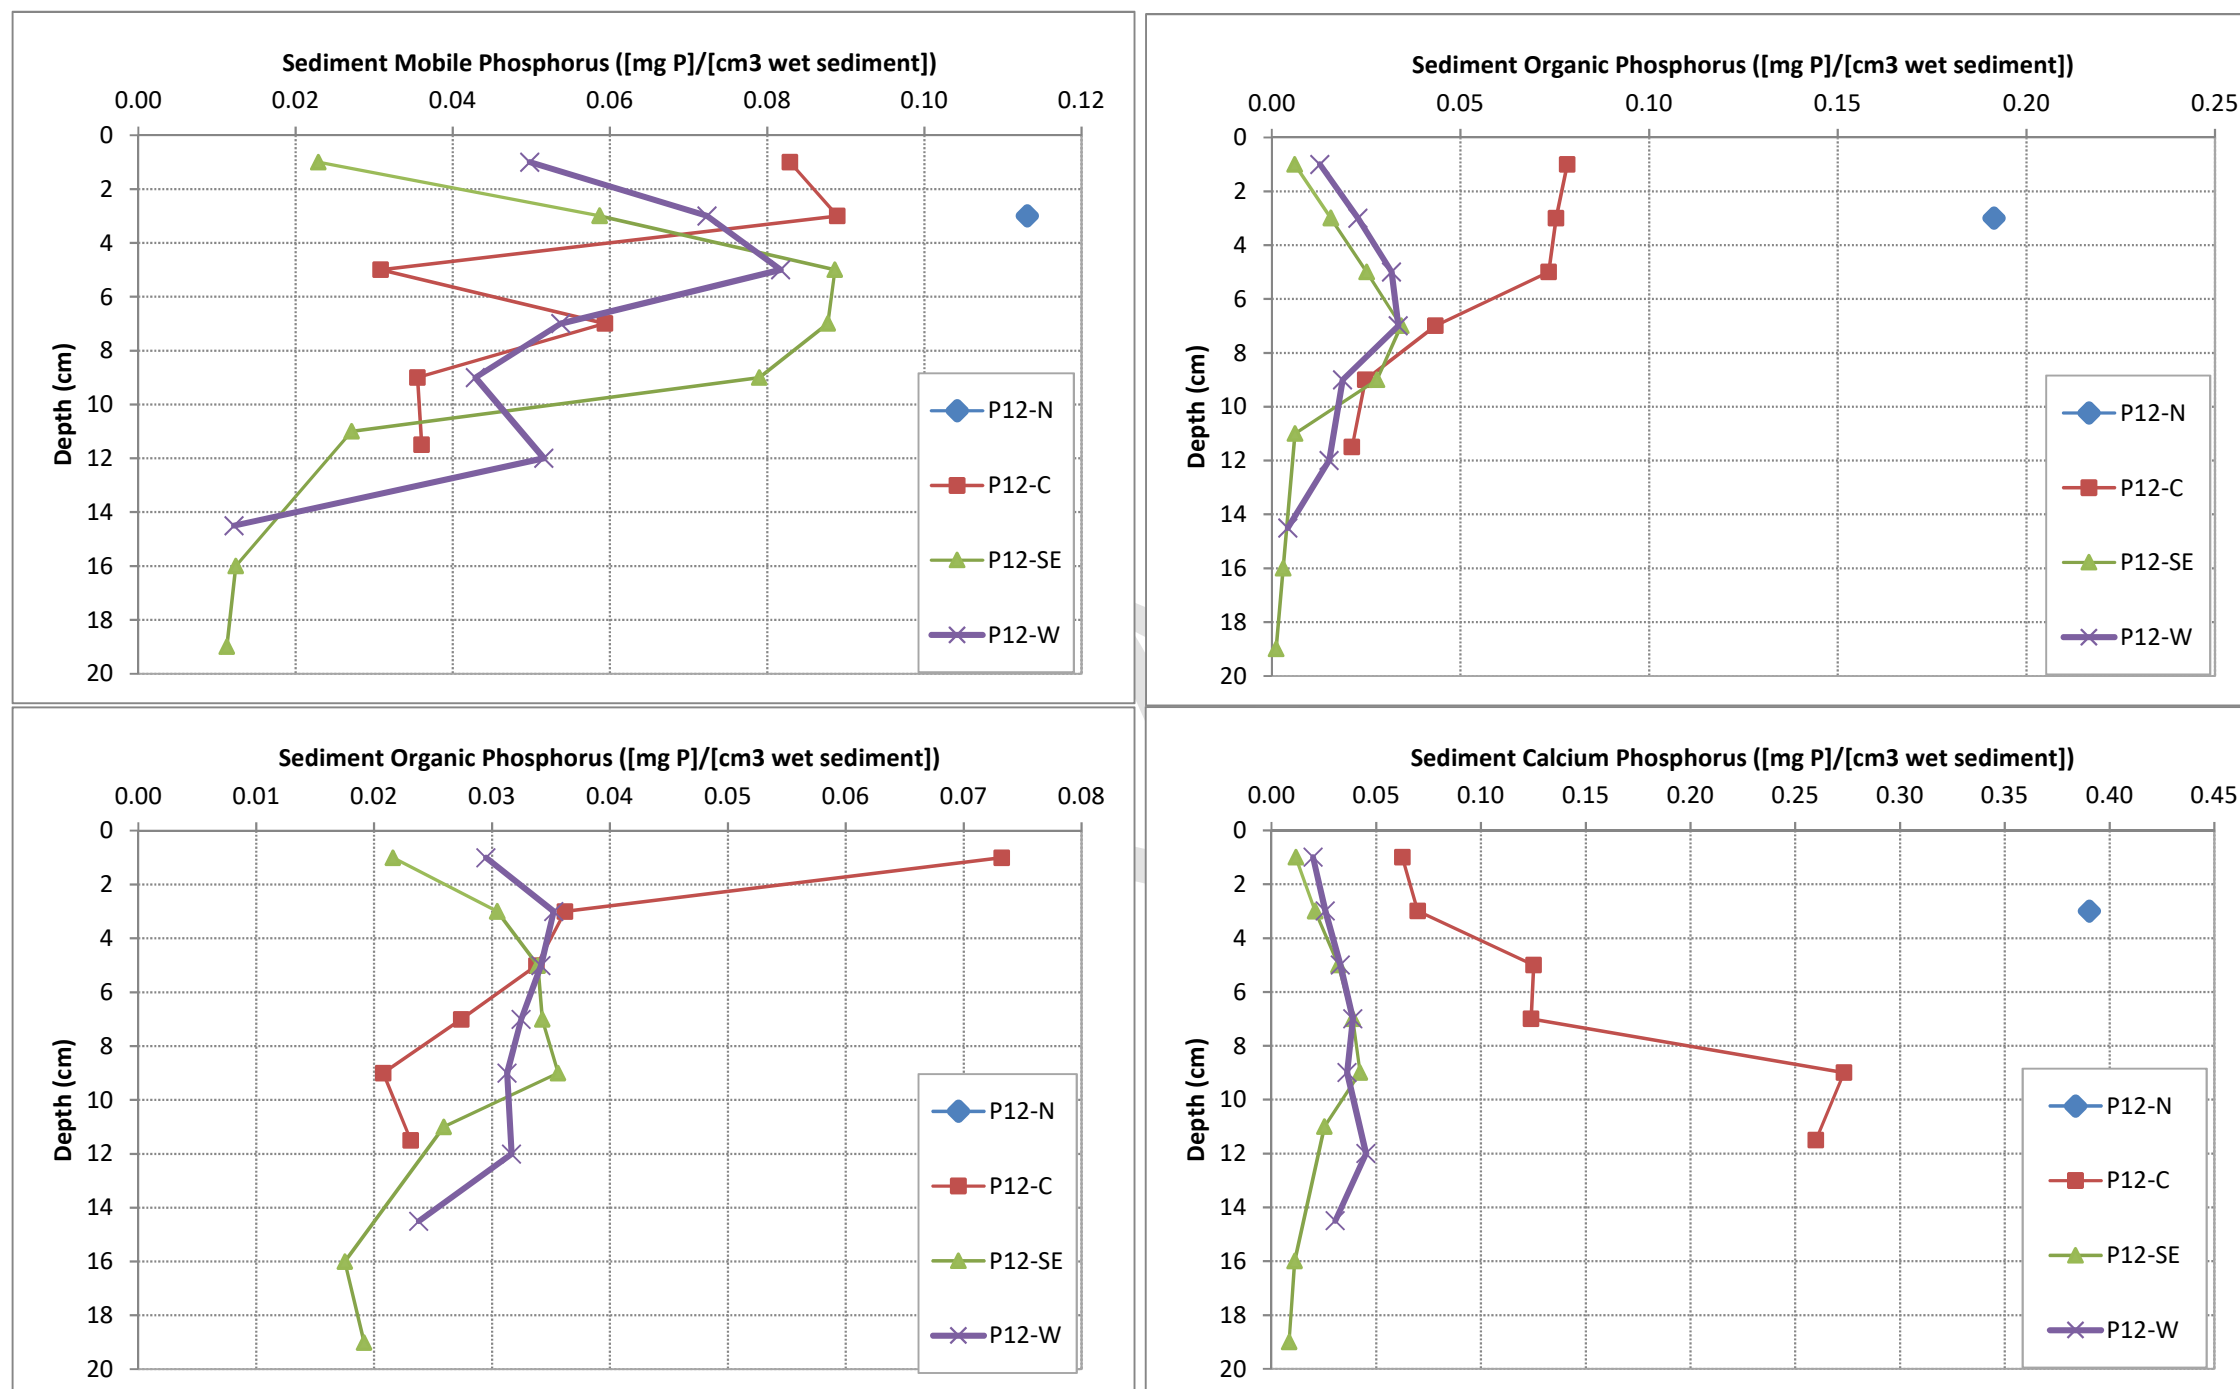 Sediment Mobile Phosphorus ([mg P]/[cm3 wet sediment])
0.00 0.02 0.04 0.06 0.08 0.10 0.12
0
2
4
6
8
10
12
14
16
18
20
Depth (cm)
P12-N
P12-C
P12-SE
P12-W
Sediment Organic Phosphorus ([mg P]/[cm3 wet sediment])
0.00 0.05 0.10 0.15 0.20 0.25
0
2
4
6
8
10
12
14
16
18
20
Depth (cm)
P12-N
P12-C
P12-SE
P12-W
Sediment Organic Phosphorus ([mg P]/[cm3 wet sediment])
0.00 0.01 0.02 0.03 0.04 0.05 0.06 0.07 0.08
0
2
4
6
8
10
12
14
16
18
20
Depth (cm)
P12-N
P12-C
P12-SE
P12-W
Sediment Calcium Phosphorus ([mg P]/[cm3 wet sediment])
0.00 0.05 0.10 0.15 0.20 0.25 0.30 0.35 0.40 0.45
0
2
4
6
8
10
12
14
16
18
20
Depth (cm)
P12-N
P12-C
P12-SE
P12-W